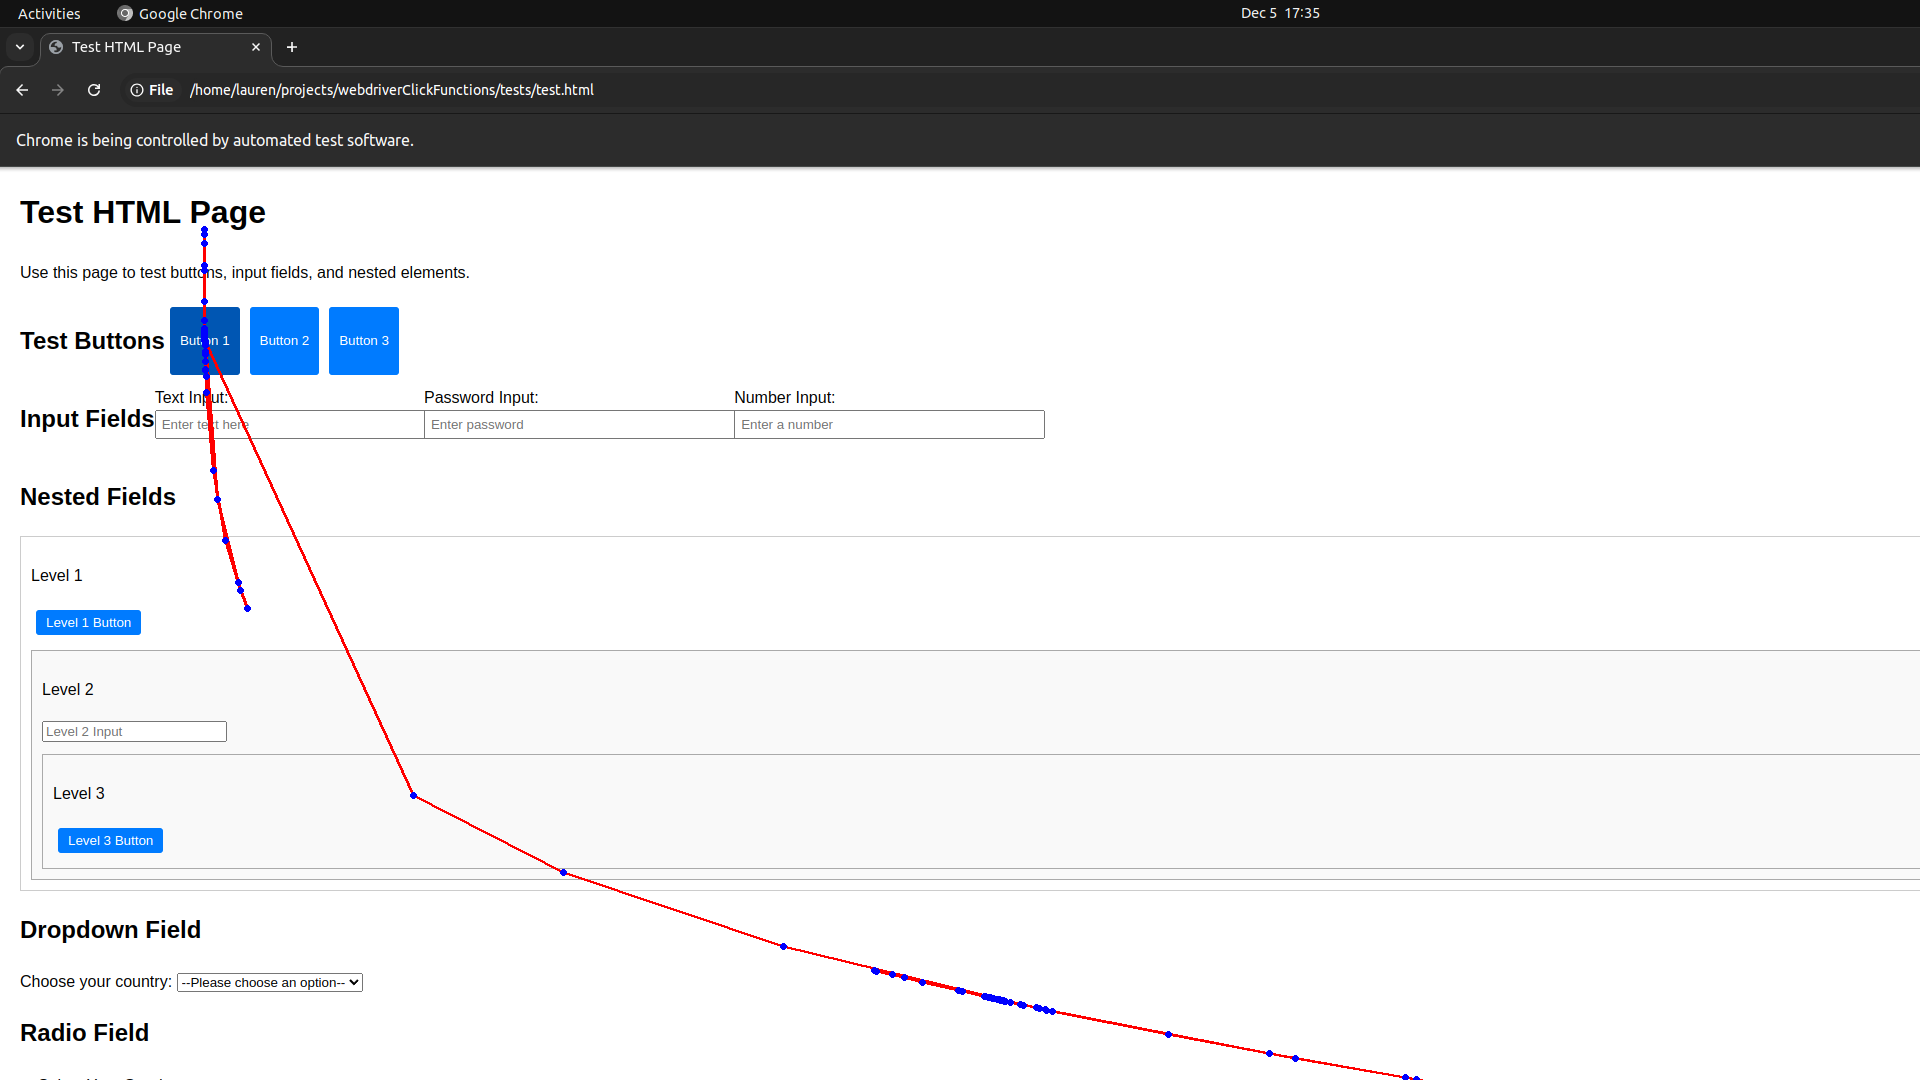 Activities Google Chrome Dec 5 17:35
Test HTML Page
File /home/lauren/projects/webdriverClickFunctions/tests/test.html
Chrome is being controlled by automated test software.
Test HTML Page
Use this page to test buttons, input fields, and nested elements.
Test Buttons Button 1 Button 2 Button 3
Text Input: Password Input: Number Input:
Input Fields Enter text here Enter password Enter a number
Nested Fields
Level 1
Level 1 Button
Level 2
Level 2 Input
Level 3
Level 3 Button
Dropdown Field
Choose your country: --Please choose an option--
Radio Field